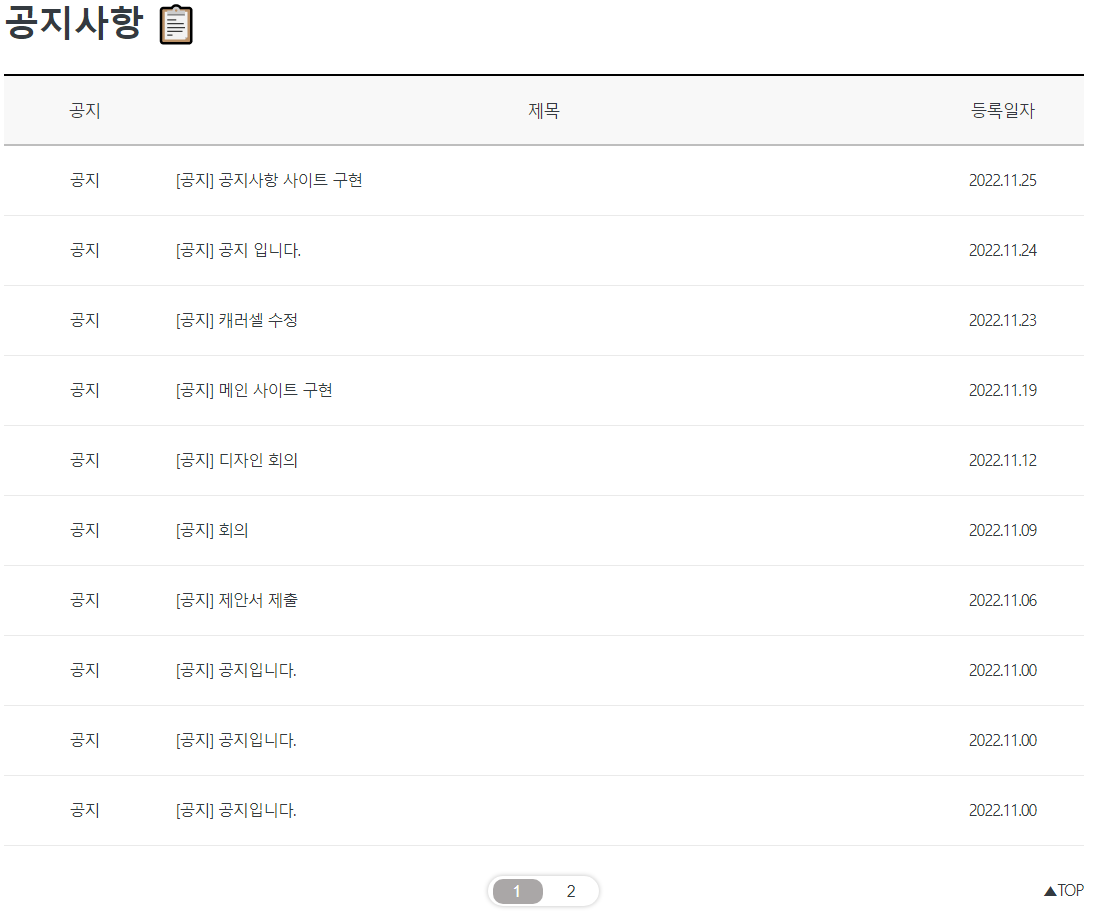 공지사항
공지 제목 등록일자
공지 [공지] 공지사항 사이트 구현 2022.11.25
공지 [공지] 공지 입니다. 2022.11.24
공지 [공지] 캐러셀 수정 2022.11.23
공지 [공지] 메인 사이트 구현 2022.11.19
공지 [공지] 디자인 회의 2022.11.12
공지 [공지] 회의 2022.11.09
공지 [공지] 제안서 제출 2022.11.06
공지 [공지] 공지입니다. 2022.11.00
공지 [공지] 공지입니다. 2022.11.00
공지 [공지] 공지입니다. 2022.11.00
1 2 ▲TOP